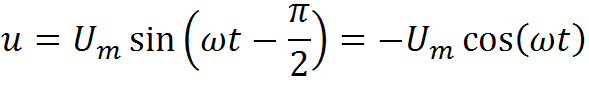 u = U_m sin(ωt − π/2) = −U_m cos(ωt)